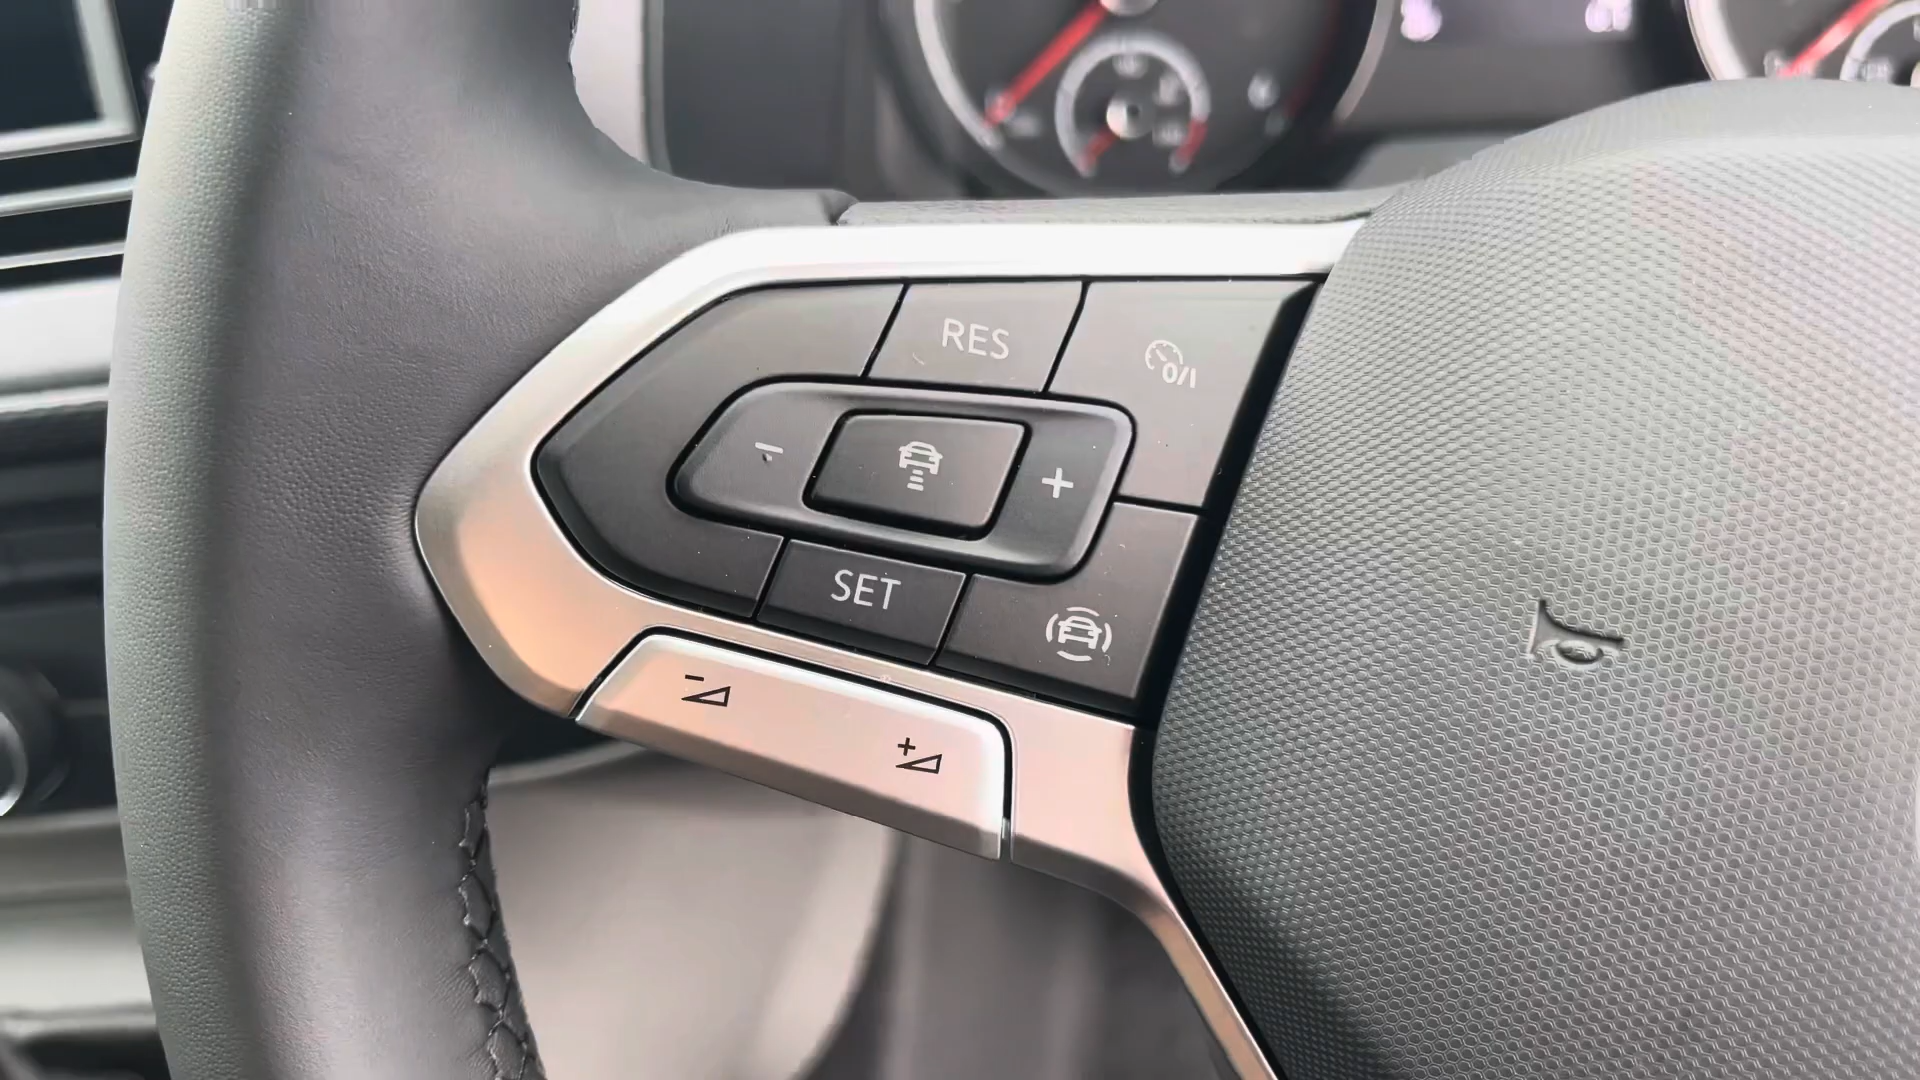 RES
0/I
-
+
SET
-
+